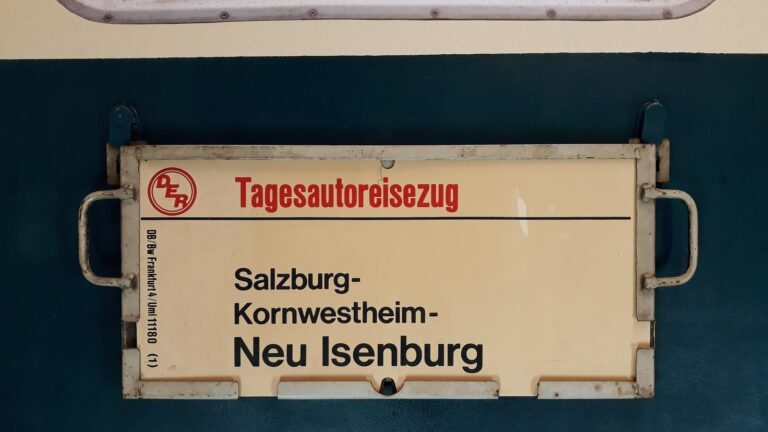 DER
Tagesautoreisezug
DB/Bw Frankfurt 4/Uml 11180 (1)
Salzburg-
Kornwestheim-
Neu Isenburg